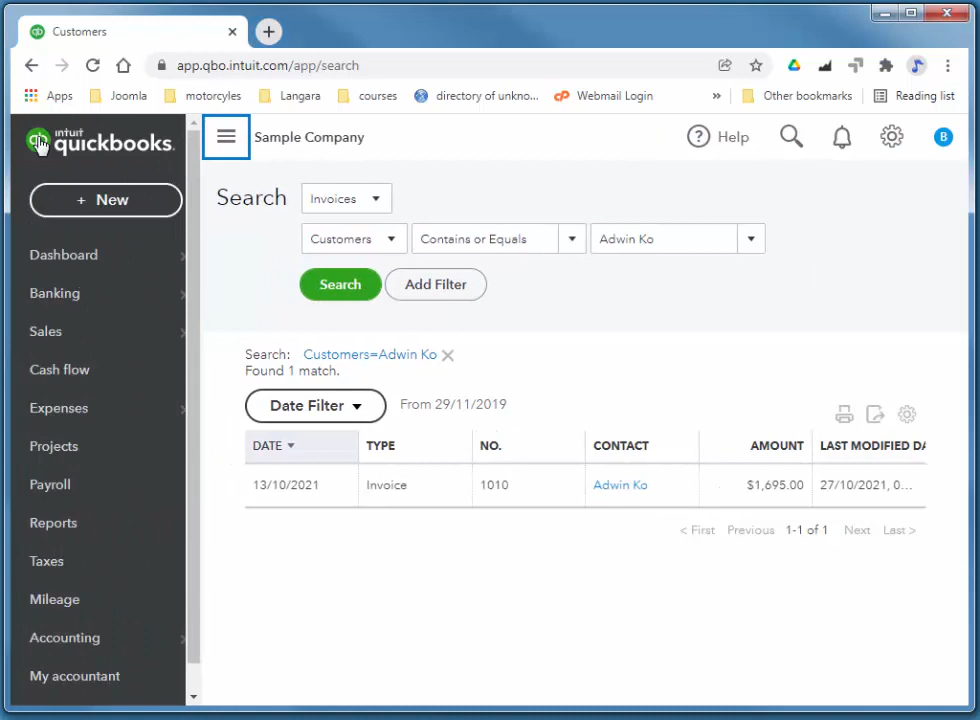 Customers
app.qbo.intuit.com/app/search
Apps Joomla motorcyles Langara courses directory of unkno... Webmail Login » Other bookmarks Reading list
intuit quickbooks.
Sample Company
Help
B
+ New
Dashboard
Banking
Sales
Cash flow
Expenses
Projects
Payroll
Reports
Taxes
Mileage
Accounting
My accountant
Search Invoices
Customers Contains or Equals Adwin Ko
Search Add Filter
Search: Customers=Adwin Ko
Found 1 match.
Date Filter From 29/11/2019
DATE TYPE NO. CONTACT AMOUNT LAST MODIFIED DA
13/10/2021 Invoice 1010 Adwin Ko $1,695.00 27/10/2021, 0...
< First Previous 1-1 of 1 Next Last >